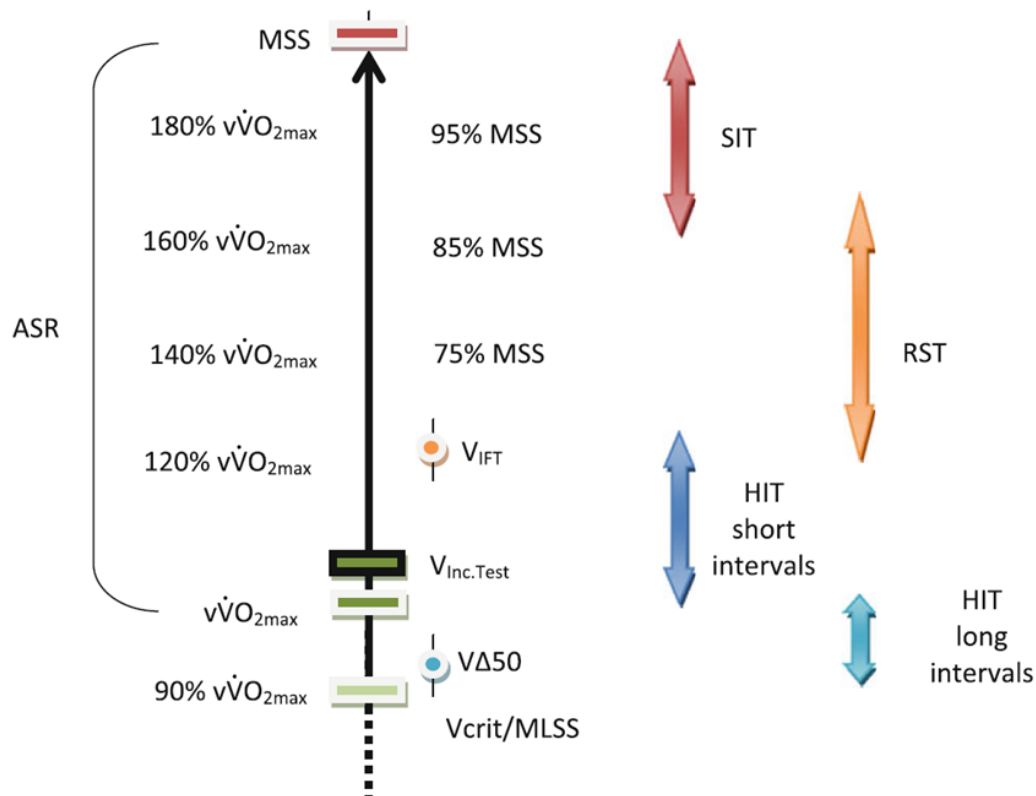 MSS
180% vV̇O2max
95% MSS
SIT
160% vV̇O2max
85% MSS
ASR
140% vV̇O2max
75% MSS
RST
120% vV̇O2max
VIFT
HIT
short
intervals
VInc.Test
vV̇O2max
HIT
long
intervals
VΔ50
90% vV̇O2max
Vcrit/MLSS